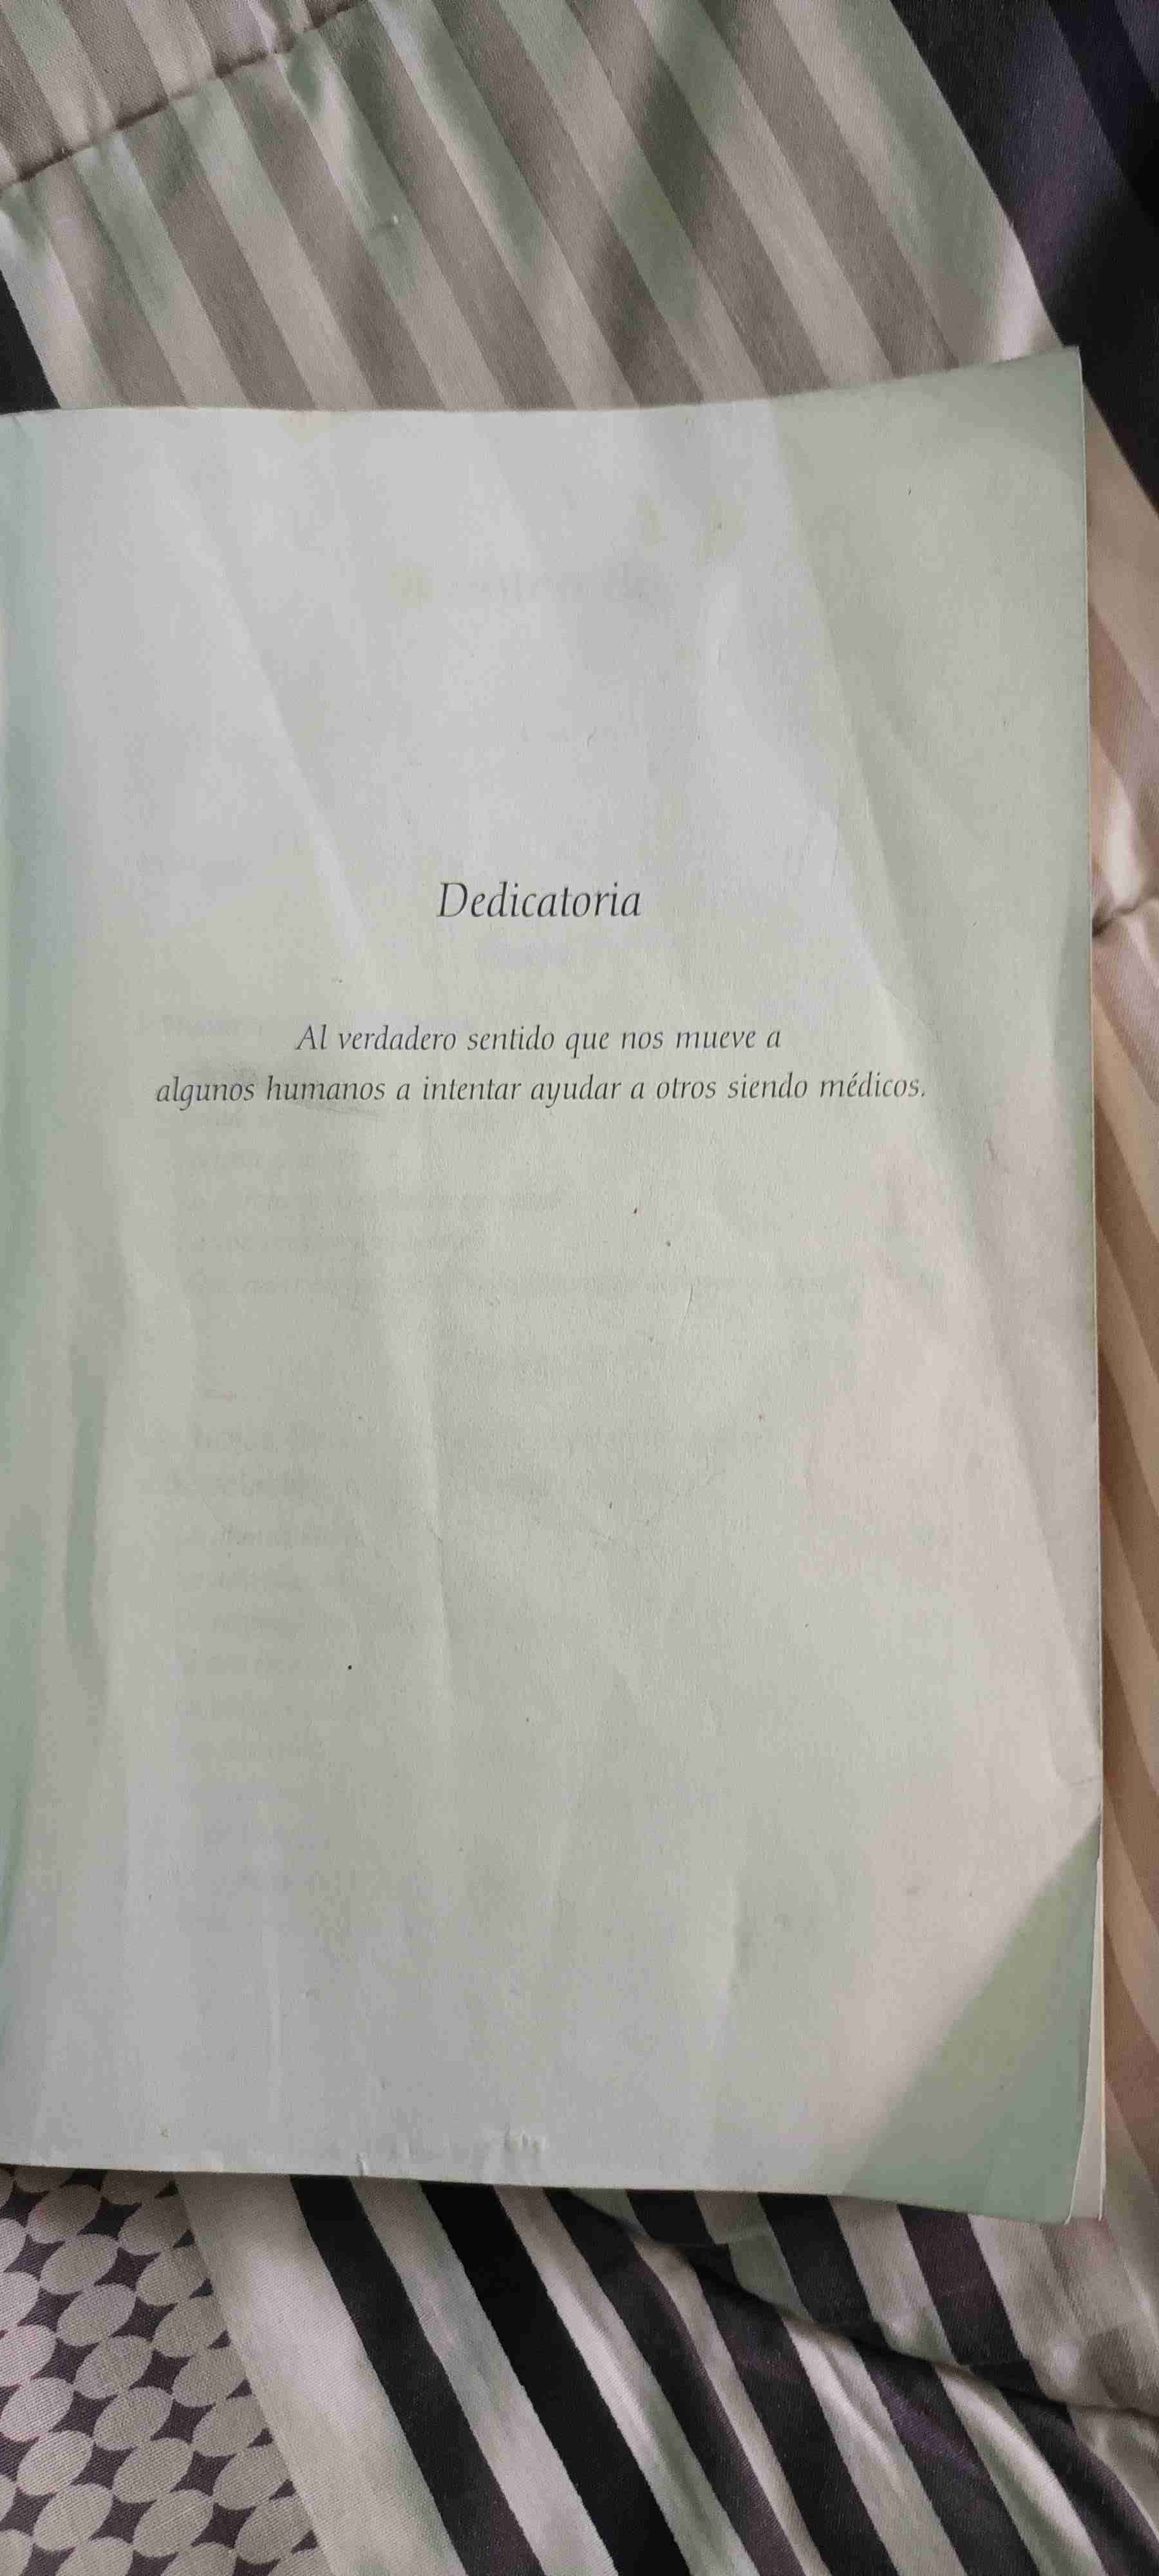 Dedicatoria
Al verdadero sentido que nos mueve a
algunos humanos a intentar ayudar a otros siendo médicos.